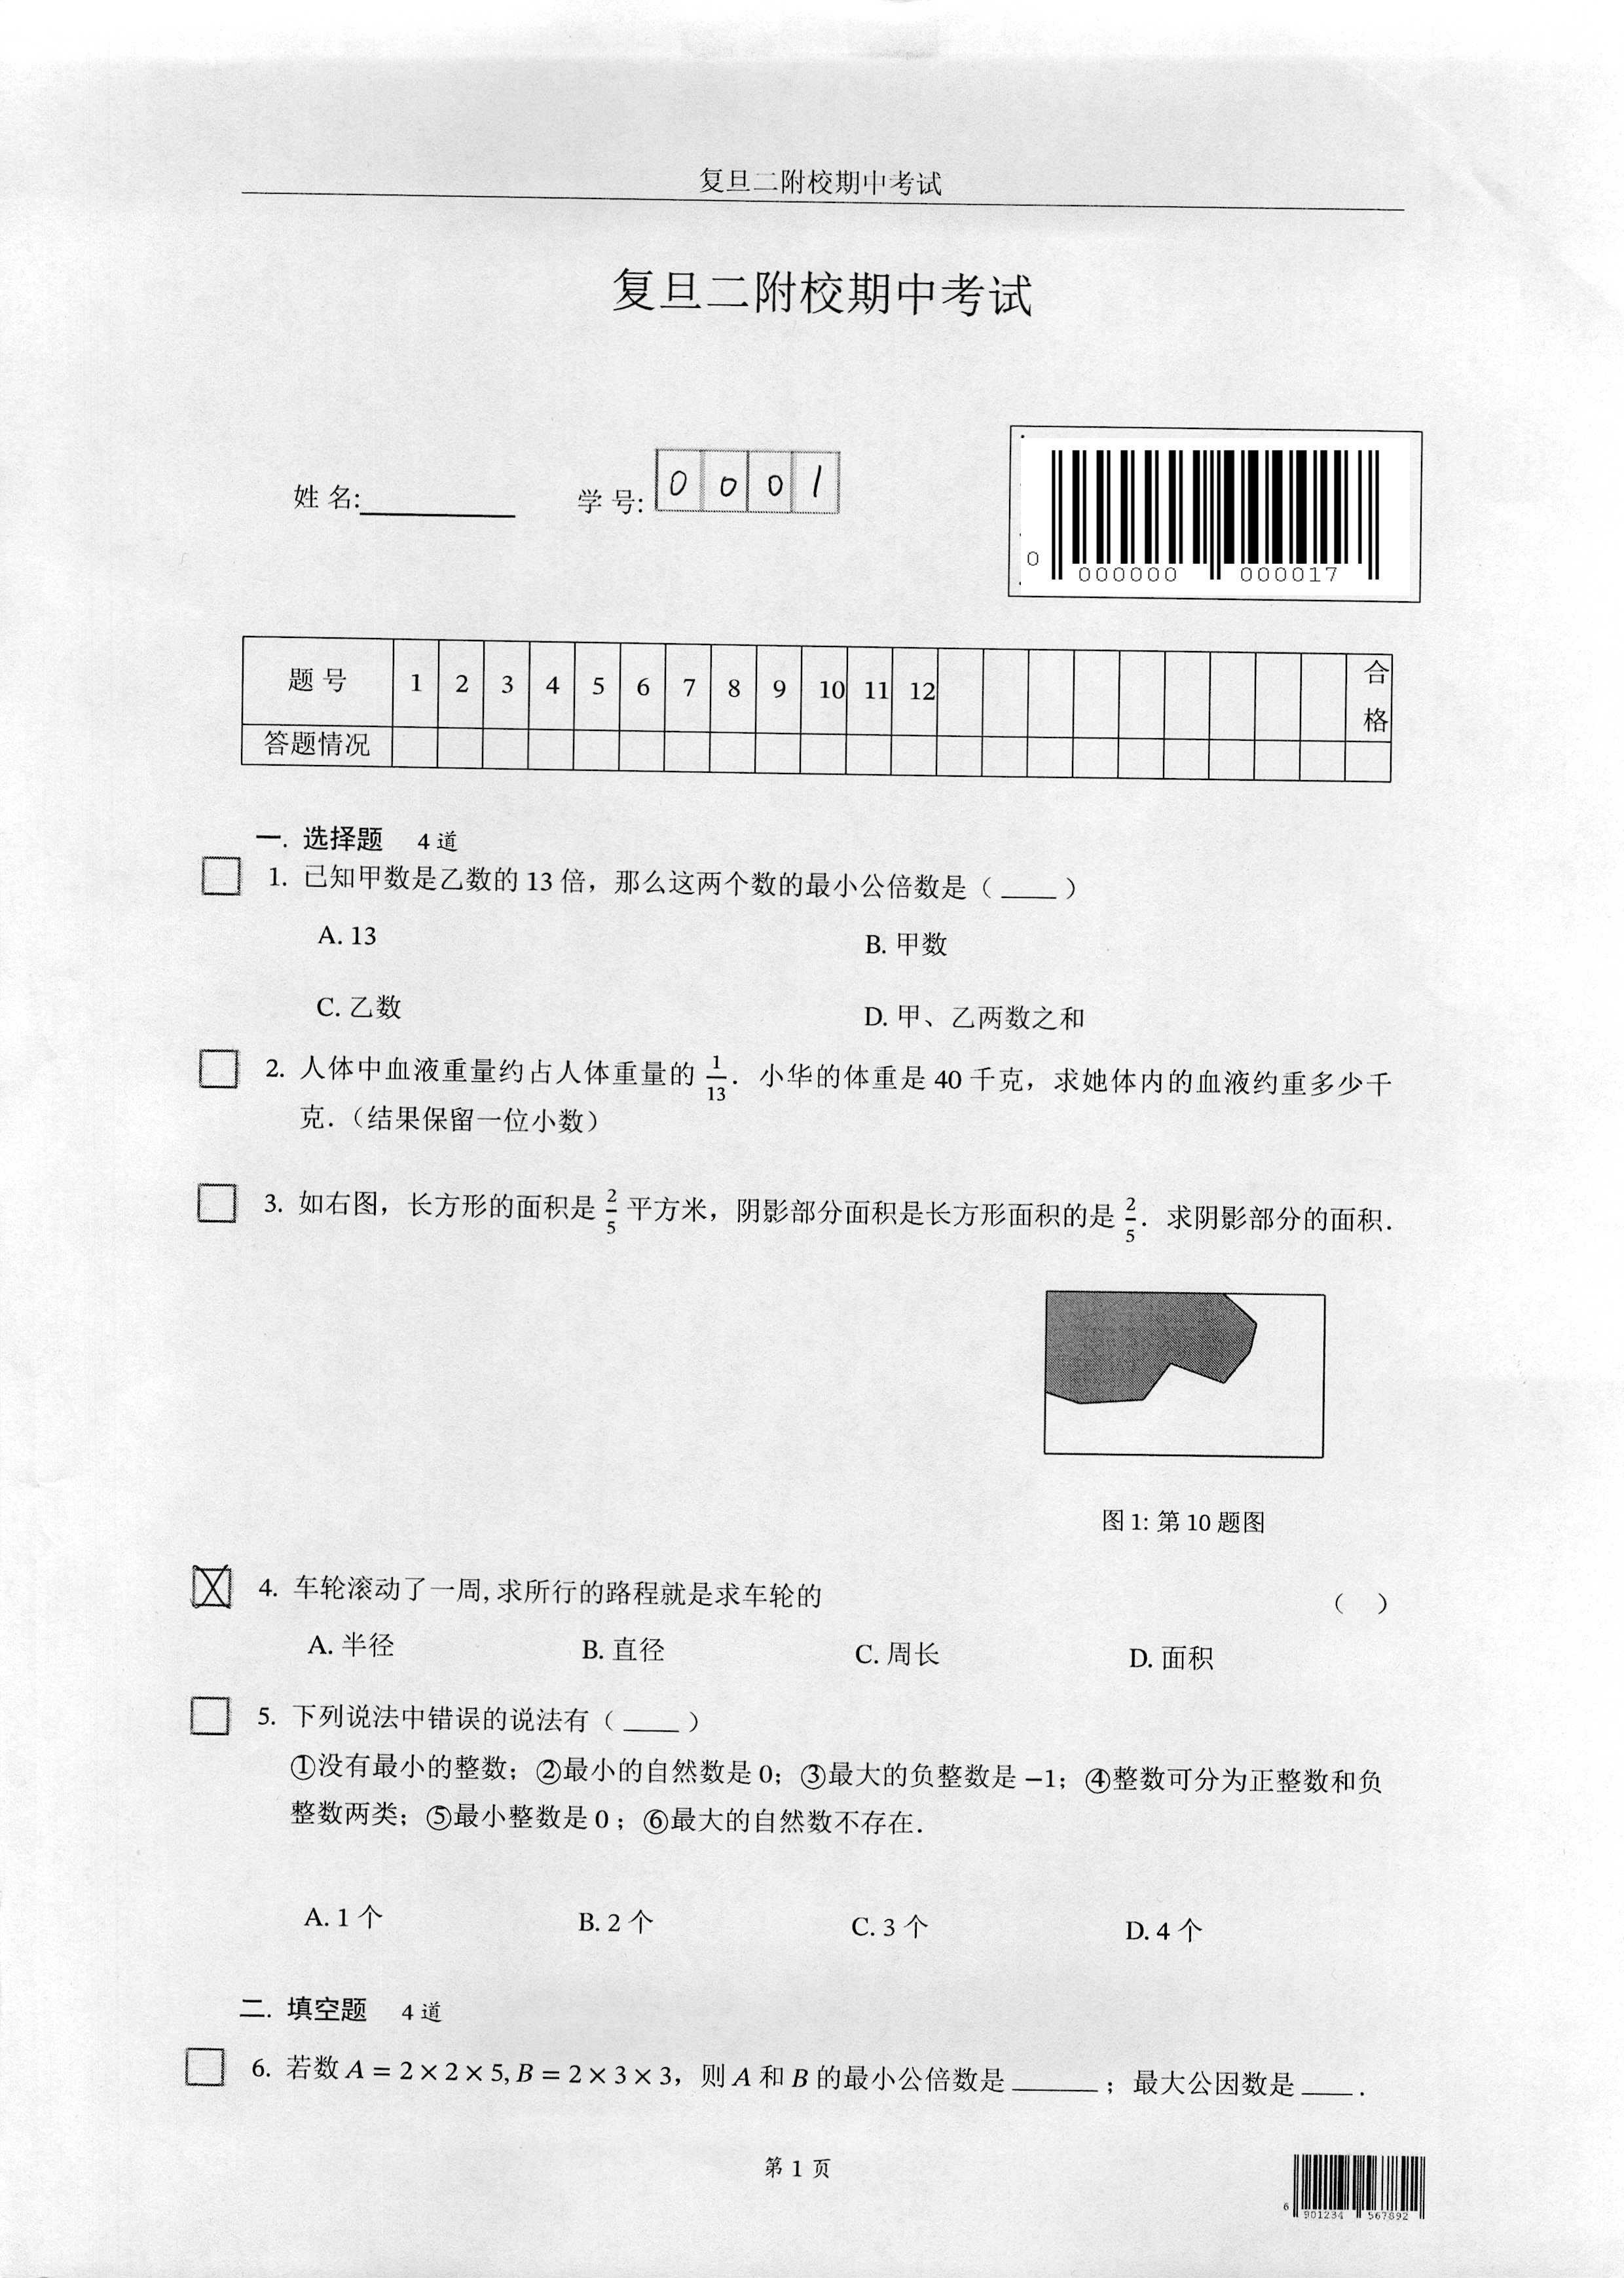 复旦二附校期中考试
复旦二附校期中考试
姓 名:
学 号: 0 0 0 1
0 000000 000017
题 号 1 2 3 4 5 6 7 8 9 10 11 12 合格
答题情况
一. 选择题 4 道
1. 已知甲数是乙数的 13 倍，那么这两个数的最小公倍数是（ ____ ）
A. 13 B. 甲数
C. 乙数 D. 甲、乙两数之和
2. 人体中血液重量约占人体重量的 1/13. 小华的体重是 40 千克，求她体内的血液约重多少千
克.（结果保留一位小数）
3. 如右图，长方形的面积是 2/5 平方米，阴影部分面积是长方形面积的是 2/5. 求阴影部分的面积.
图 1: 第 10 题图
4. 车轮滚动了一周, 求所行的路程就是求车轮的 （ ）
A. 半径 B. 直径 C. 周长 D. 面积
5. 下列说法中错误的说法有（ ____ ）
①没有最小的整数；②最小的自然数是 0；③最大的负整数是 −1；④整数可分为正整数和负
整数两类；⑤最小整数是 0；⑥最大的自然数不存在.
A. 1 个 B. 2 个 C. 3 个 D. 4 个
二. 填空题 4 道
6. 若数 A = 2 × 2 × 5, B = 2 × 3 × 3，则 A 和 B 的最小公倍数是 ______ ；最大公因数是 ____ .
第 1 页
6 901234 567892